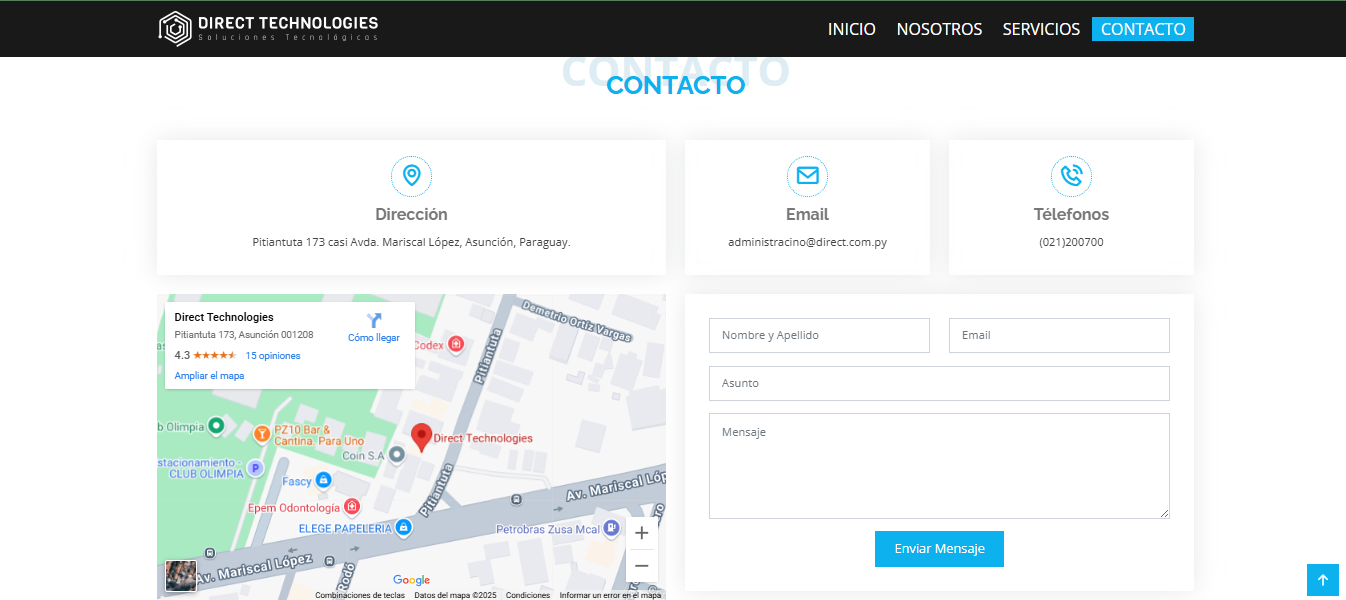 DIRECT TECHNOLOGIES
Soluciones Tecnológicas
INICIO NOSOTROS SERVICIOS CONTACTO
CONTACTO
CONTACTO
Dirección
Pitiantuta 173 casi Avda. Mariscal López, Asunción, Paraguay.
Email
administracino@direct.com.py
Télefonos
(021)200700
Direct Technologies
Pitiantuta 173, Asunción 001208
Cómo llegar
4.3 15 opiniones
Ampliar el mapa
Demetrio Ortíz Vargas
Codex
Pitiantuta
b Olimpia
PZ10 Bar &
Cantina. Para Uno
Direct Technologies
Coin S.A
stacionamiento -
CLUB OLIMPIA
P
Fascy
Av. Mariscal Lóp
Epem Odontología
Pitiantuta
ELEGE PAPELERIA
Petrobras Zusa Mcal
Av. Mariscal López
Rodó
Google
Combinaciones de teclas Datos del mapa ©2025 Condiciones Informar un error en el mapa
Nombre y Apellido
Email
Asunto
Mensaje
Enviar Mensaje